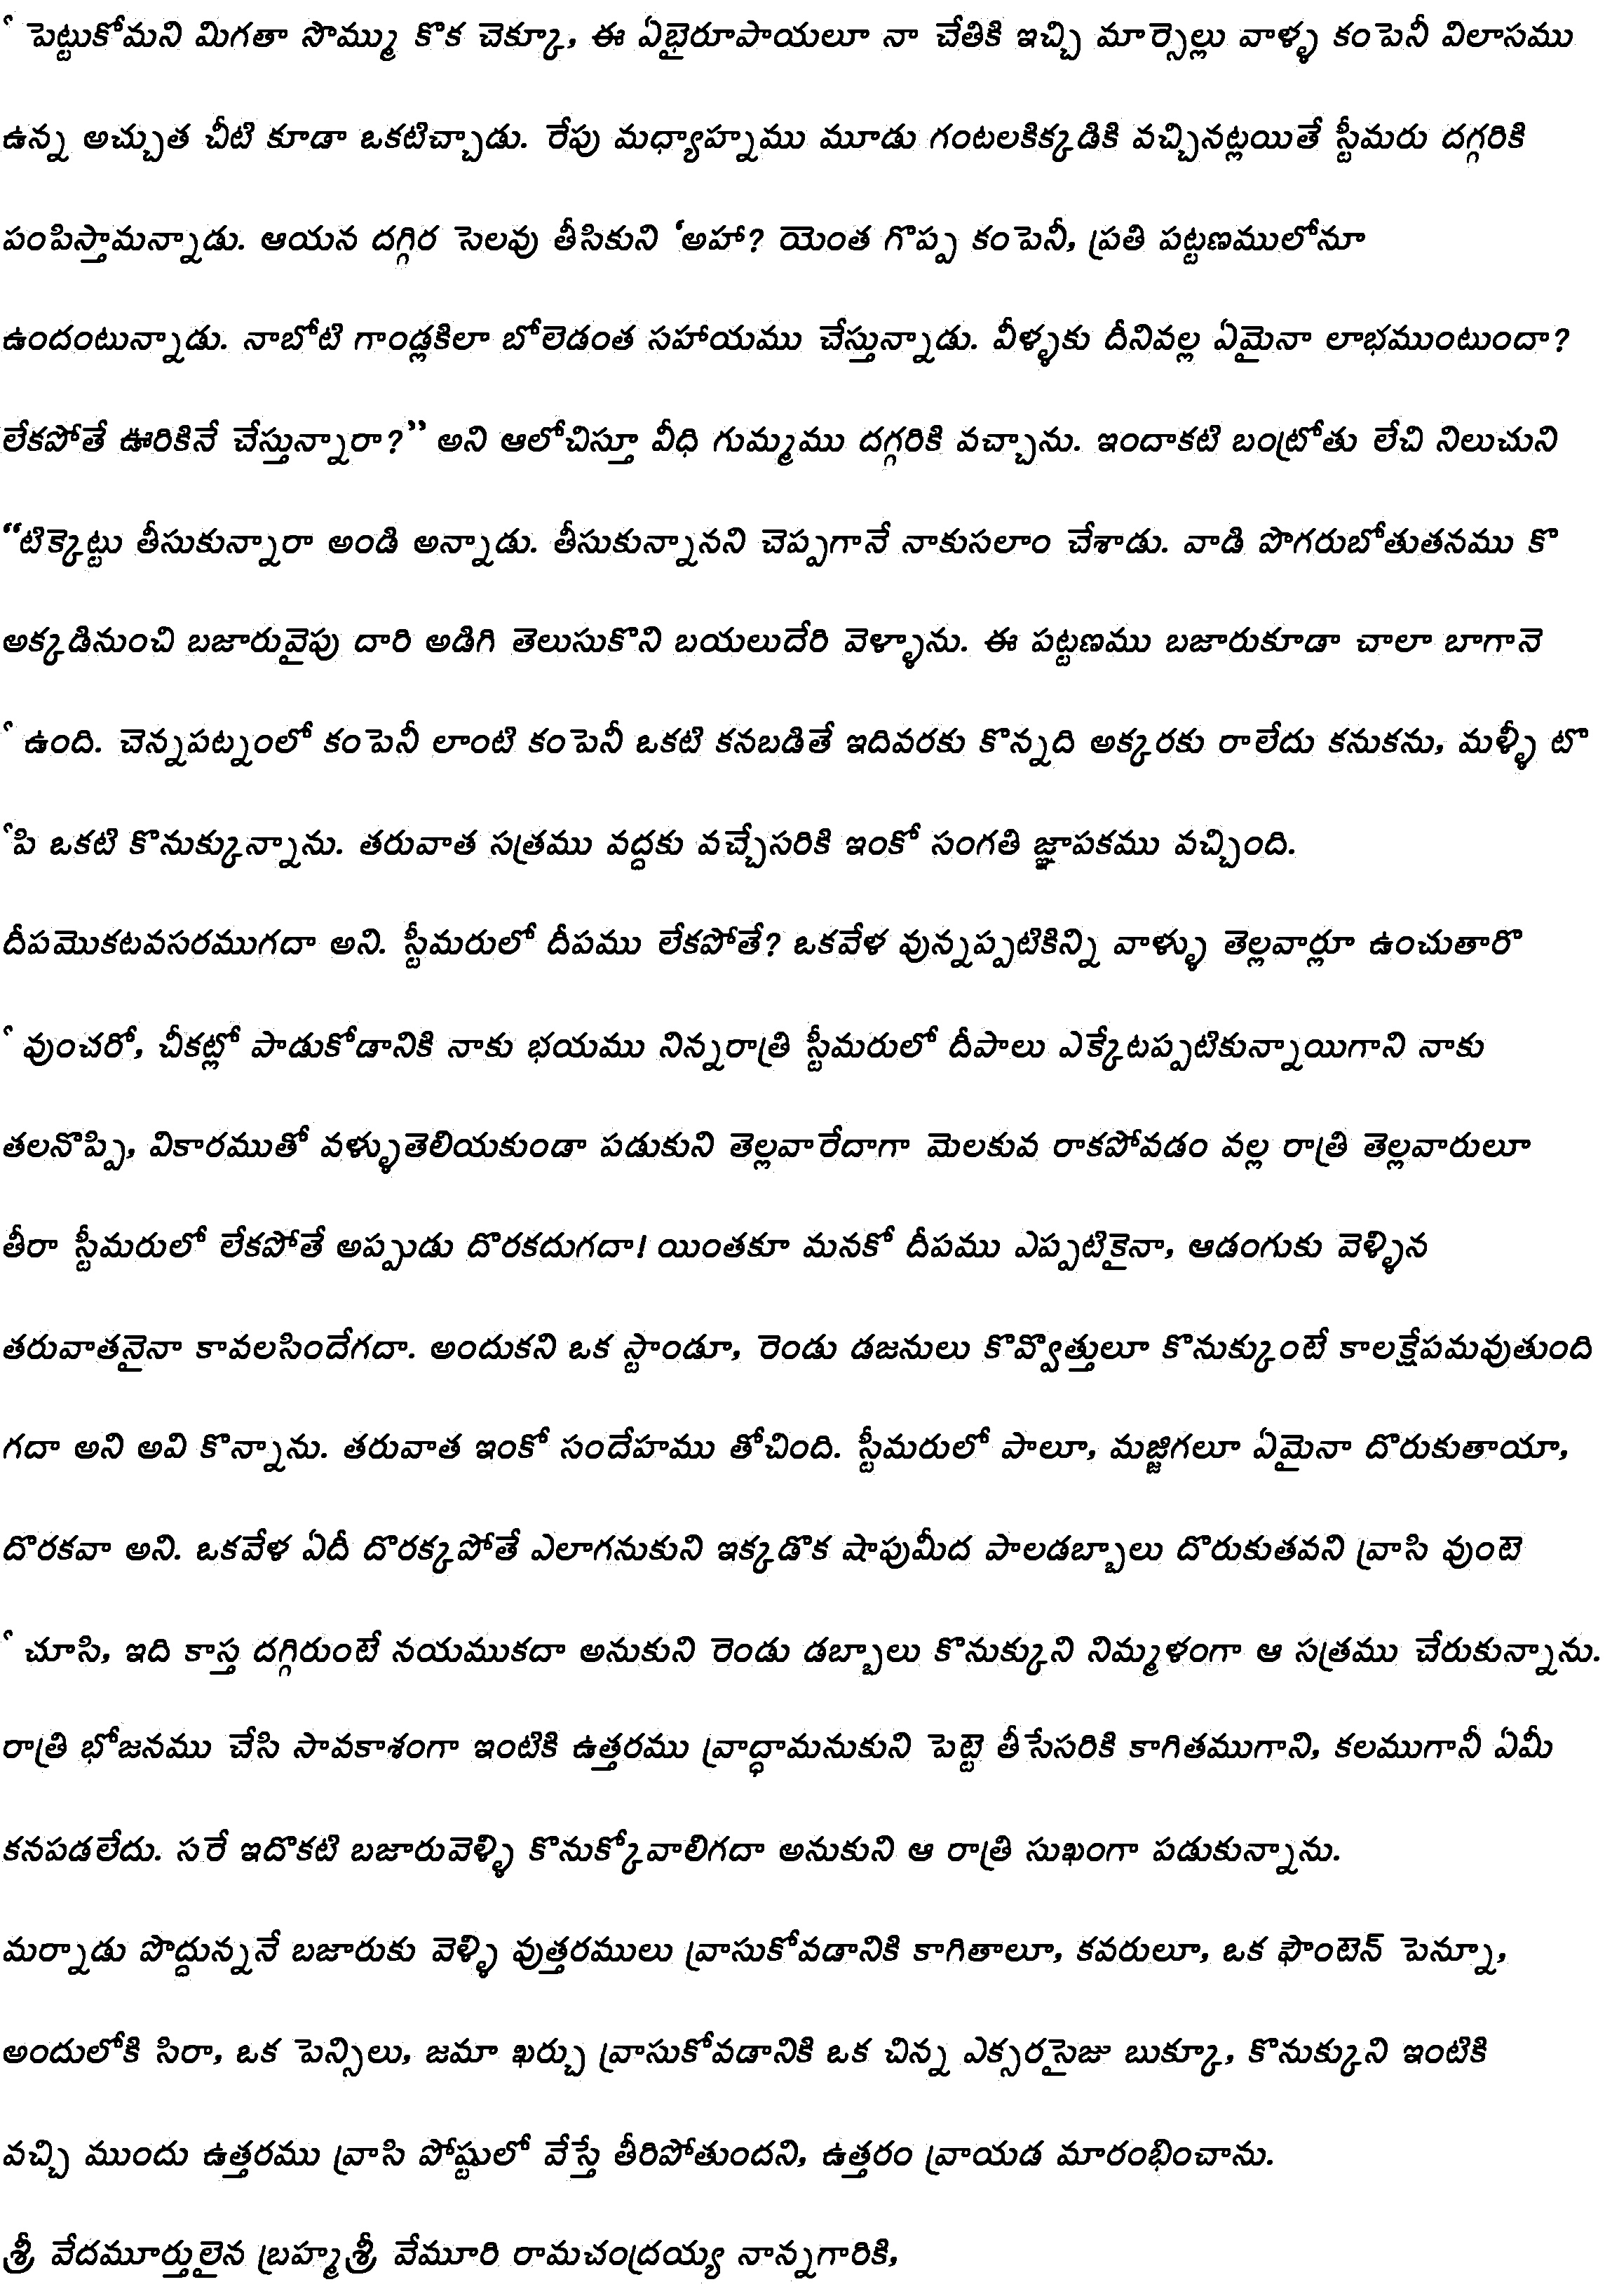 ే పెట్టుకోమని మిగతా సొమ్ము కొక చెక్కూ, ఈ ఏభైరూపాయలూ నా చేతికి ఇచ్చి మార్సెల్లు వాళ్ళ కంపెనీ విలాసము
ఉన్న అచ్చుత చీటి కూడా ఒకటిచ్చాడు. రేపు మధ్యాహ్నము మూడు గంటలకిక్కడికి వచ్చినట్లయితే స్టీమరు దగ్గరికి
పంపిస్తామన్నాడు. ఆయన దగ్గిర సెలవు తీసికుని ‘అహా? యెంత గొప్ప కంపెనీ, ప్రతి పట్టణములోనూ
ఉందంటున్నాడు. నాబోటి గాండ్లకిలా బోలెడంత సహాయము చేస్తున్నాడు. వీళ్ళకు దీనివల్ల ఏమైనా లాభముంటుందా?
లేకపోతే ఊరికినే చేస్తున్నారా?” అని ఆలోచిస్తూ వీధి గుమ్మము దగ్గరికి వచ్చాను. ఇందాకటి బంట్రోతు లేచి నిలుచుని
“టిక్కెట్టు తీసుకున్నారా అండి అన్నాడు. తీసుకున్నానని చెప్పగానే నాకుసలాం చేశాడు. వాడి పొగరుబోతుతనము కొ
అక్కడినుంచి బజారువైపు దారి అడిగి తెలుసుకొని బయలుదేరి వెళ్ళాను. ఈ పట్టణము బజారుకూడా చాలా బాగానె
ే ఉంది. చెన్నపట్నంలో కంపెనీ లాంటి కంపెనీ ఒకటి కనబడితే ఇదివరకు కొన్నది అక్కరకు రాలేదు కనుకను, మళ్ళీ టొ
ేపి ఒకటి కొనుక్కున్నాను. తరువాత సత్రము వద్దకు వచ్చేసరికి ఇంకో సంగతి జ్ఞాపకము వచ్చింది.
దీపమొకటవసరముగదా అని. స్టీమరులో దీపము లేకపోతే? ఒకవేళ వున్నప్పటికిన్ని వాళ్ళు తెల్లవార్లూ ఉంచుతారొ
ే వుంచరో, చీకట్లో పాడుకోడానికి నాకు భయము నిన్నరాత్రి స్టీమరులో దీపాలు ఎక్కేటప్పటికున్నాయిగాని నాకు
తలనొప్పి, వికారముతో వళ్ళుతెలియకుండా పడుకుని తెల్లవారేదాగా మెలకువ రాకపోవడం వల్ల రాత్రి తెల్లవారులూ
తీరా స్టీమరులో లేకపోతే అప్పుడు దొరకదుగదా! యింతకూ మనకో దీపము ఎప్పటికైనా, ఆడంగుకు వెళ్ళిన
తరువాతనైనా కావలసిందేగదా. అందుకని ఒక స్టాండూ, రెండు డజనులు కొవ్వొత్తులూ కొనుక్కుంటే కాలక్షేపమవుతుంది
గదా అని అవి కొన్నాను. తరువాత ఇంకో సందేహము తోచింది. స్టీమరులో పాలూ, మజ్జిగలూ ఏమైనా దొరుకుతాయా,
దొరకవా అని. ఒకవేళ ఏదీ దొరక్కపోతే ఎలాగనుకుని ఇక్కడొక షాపుమీద పాలడబ్బాలు దొరుకుతవని వ్రాసి వుంటె
ే చూసి, ఇది కాస్త దగ్గిరుంటే నయముకదా అనుకుని రెండు డబ్బాలు కొనుక్కుని నిమ్మళంగా ఆ సత్రము చేరుకున్నాను.
రాత్రి భోజనము చేసి సావకాశంగా ఇంటికి ఉత్తరము వ్రాద్ధామనుకుని పెట్టె తీసేసరికి కాగితముగాని, కలముగానీ ఏమీ
కనపడలేదు. సరే ఇదొకటి బజారువెళ్ళి కొనుక్కోవాలిగదా అనుకుని ఆ రాత్రి సుఖంగా పడుకున్నాను.
మర్నాడు పొద్దున్ననే బజారుకు వెళ్ళి వుత్తరములు వ్రాసుకోవడానికి కాగితాలూ, కవరులూ, ఒక ఫౌంటెన్ పెన్నూ,
అందులోకి సిరా, ఒక పెన్సిలు, జమా ఖర్చు వ్రాసుకోవడానికి ఒక చిన్న ఎక్సరసైజు బుక్కూ, కొనుక్కుని ఇంటికి
వచ్చి ముందు ఉత్తరము వ్రాసి పోష్టులో వేస్తే తీరిపోతుందని, ఉత్తరం వ్రాయడ మారంభించాను.
శ్రీ వేదమూర్తులైన బ్రహ్మశ్రీ వేమూరి రామచంద్రయ్య నాన్నగారికి,